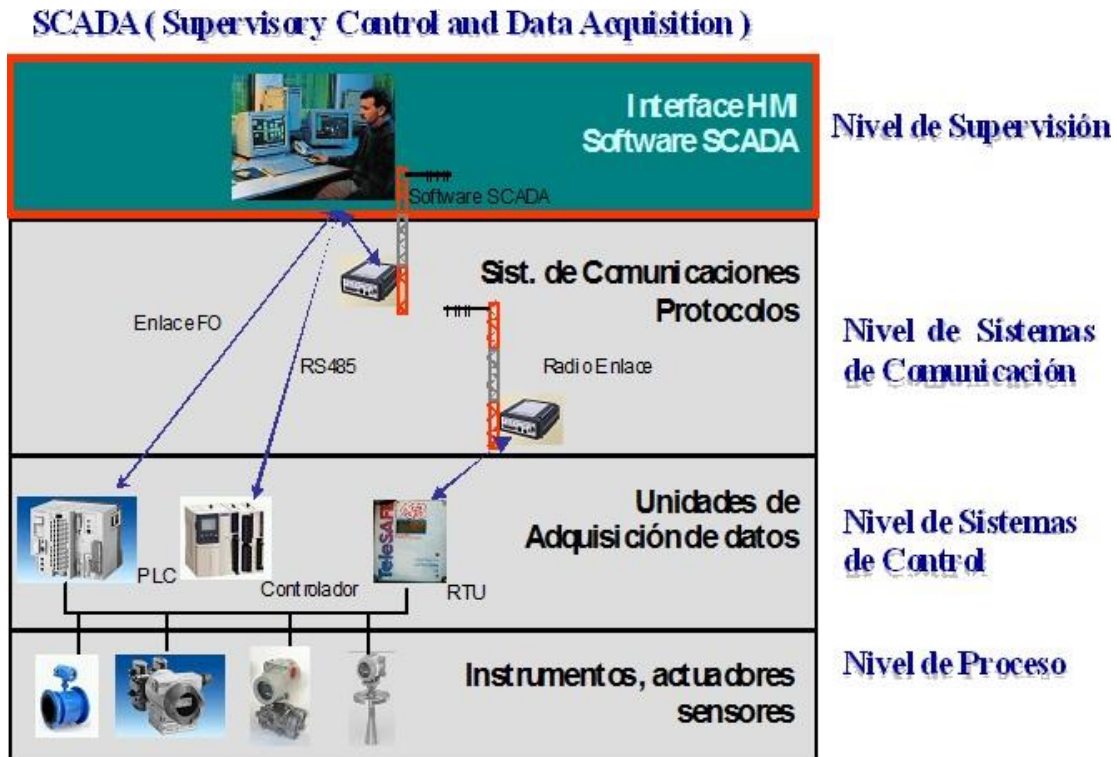 SCADA ( Supervisory Control and Data Acquisition )
Interface HMI
Software SCADA
Nivel de Supervisión
Software SCADA
Sist. de Comunicaciones
Protocolos
Enlace FO
RS485
Radio Enlace
Nivel de Sistemas
de Comunicación
Unidades de
Adquisición de datos
TeleSAFE
PLC
Controlador
RTU
Nivel de Sistemas
de Control
Instrumentos, actuadores
sensores
Nivel de Proceso